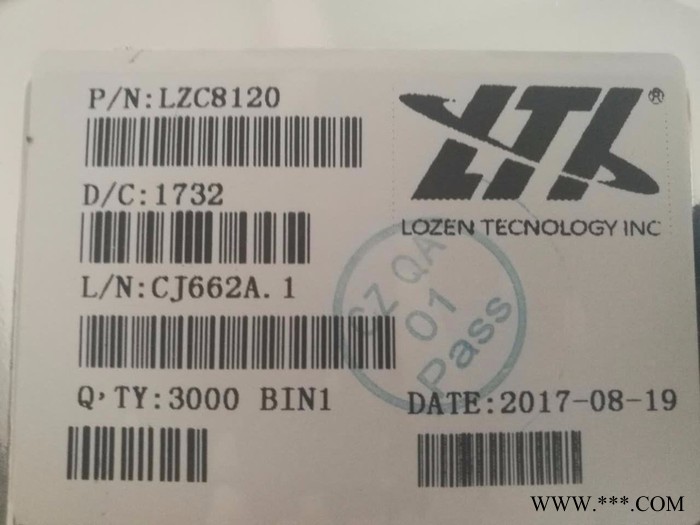 P/N:LZC8120
LTI®
LOZEN TECNOLOGY INC
D/C:1732
L/N:CJ662A.1
CZ QA
01
Pass
Q'TY:3000 BIN1
DATE:2017-08-19
WWW.***.COM